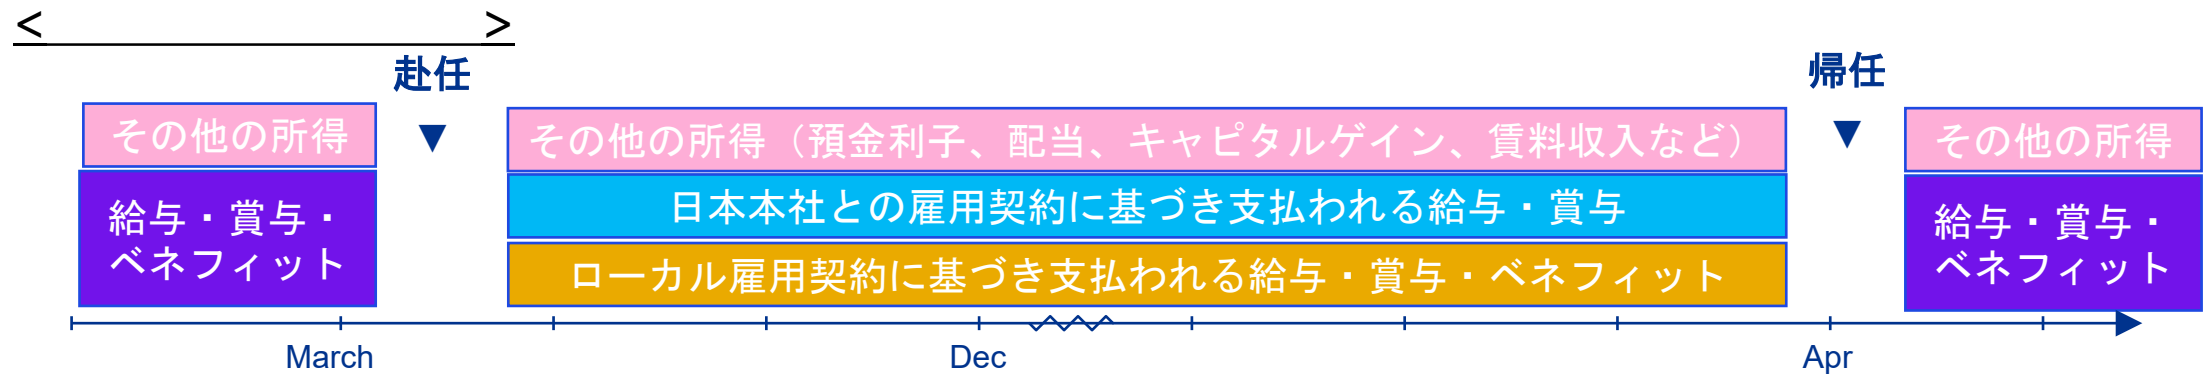 < >
赴任
帰任
その他の所得
その他の所得（預金利子、配当、キャピタルゲイン、賃料収入など）
その他の所得
給与・賞与・
ベネフィット
日本本社との雇用契約に基づき支払われる給与・賞与
ローカル雇用契約に基づき支払われる給与・賞与・ベネフィット
給与・賞与・
ベネフィット
March
Dec
Apr